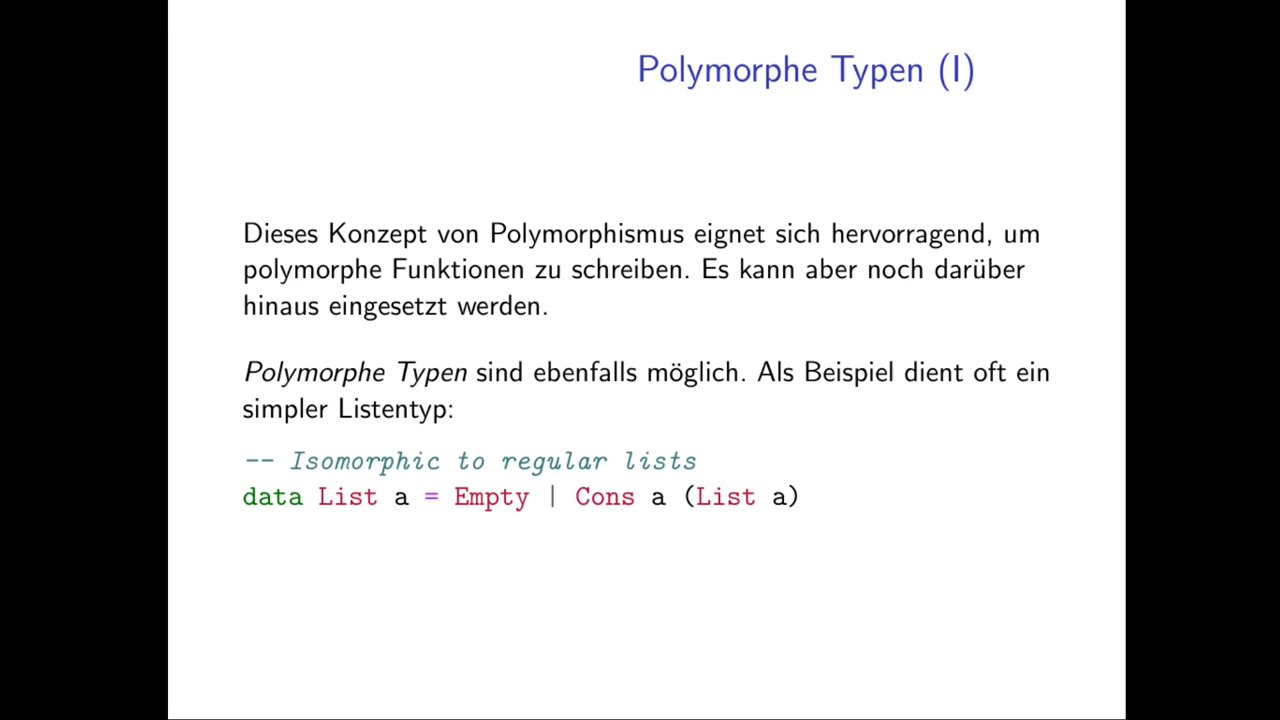 Polymorphe Typen (I)
Dieses Konzept von Polymorphismus eignet sich hervorragend, um
polymorphe Funktionen zu schreiben. Es kann aber noch darüber
hinaus eingesetzt werden.
Polymorphe Typen sind ebenfalls möglich. Als Beispiel dient oft ein
simpler Listentyp:
-- Isomorphic to regular lists
data List a = Empty | Cons a (List a)